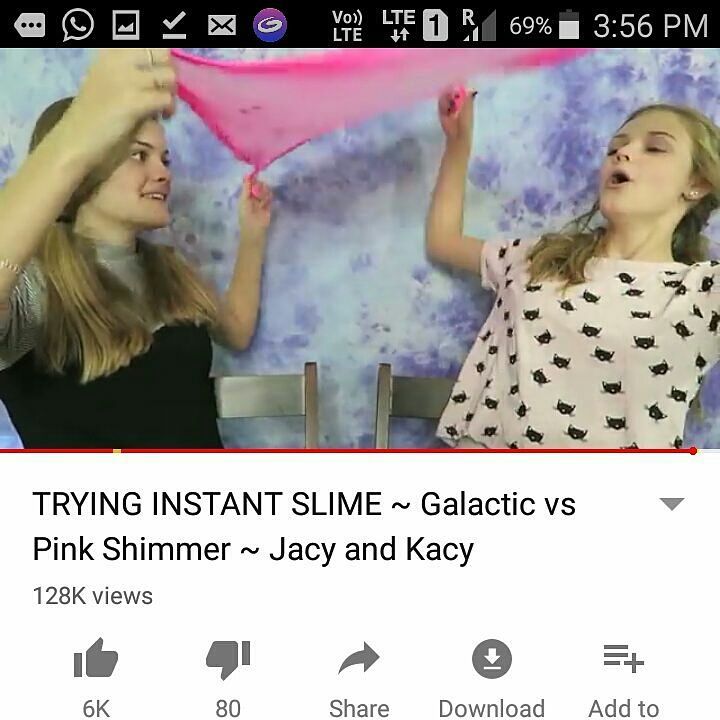 Vo)) LTE LTE 1 R 69% 3:56 PM
TRYING INSTANT SLIME ~ Galactic vs
Pink Shimmer ~ Jacy and Kacy
128K views
6K 80 Share Download Add to